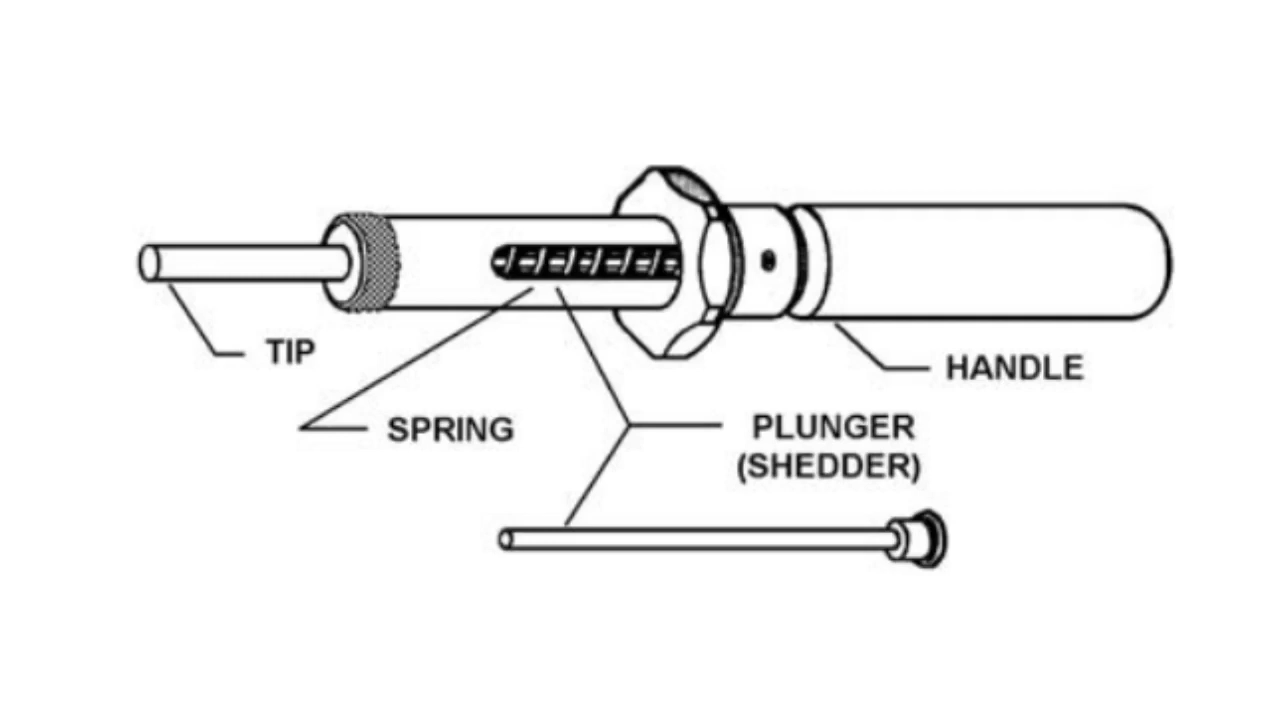 TIP
HANDLE
SPRING
PLUNGER
(SHEDDER)